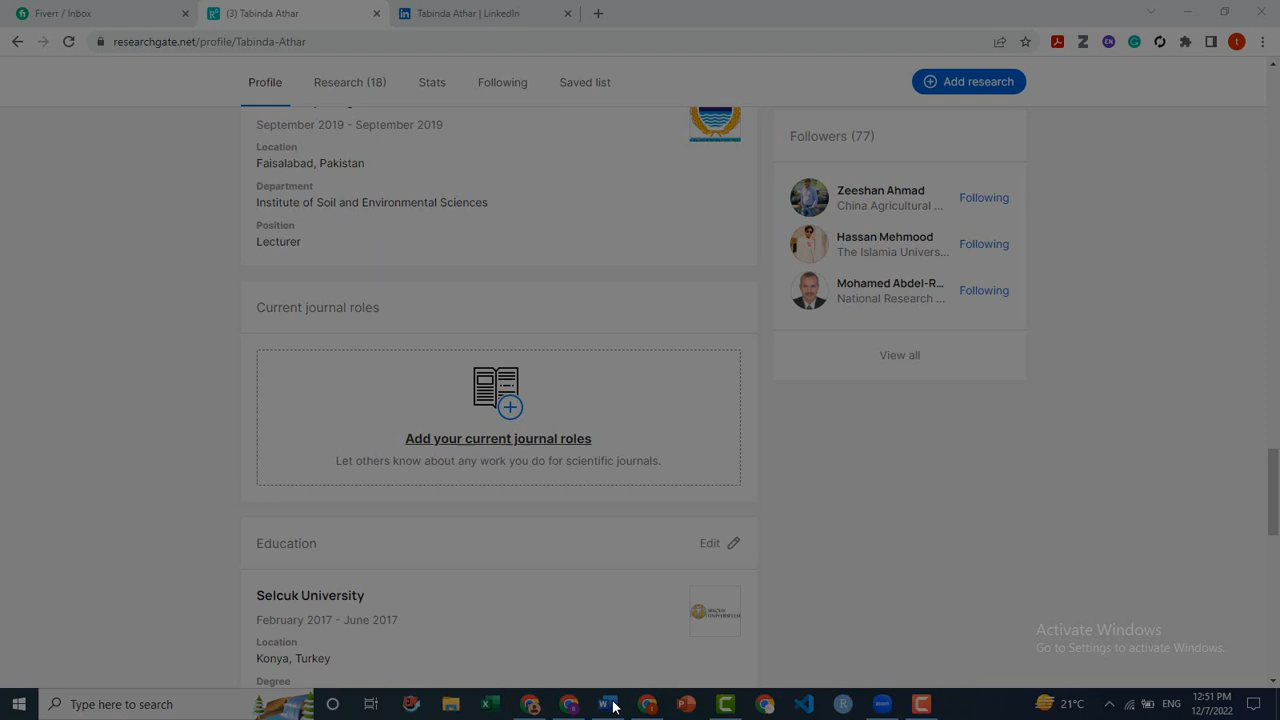 Fiverr / Inbox
(3) Tabinda Athar
Tabinda Athar | LinkedIn
researchgate.net/profile/Tabinda-Athar
Profile
Research (18)
Stats
Following
Saved list
Add research
September 2019 - September 2019
Location
Faisalabad, Pakistan
Department
Institute of Soil and Environmental Sciences
Position
Lecturer
Followers (77)
Zeeshan Ahmad
China Agricultural ...
Following
Hassan Mehmood
The Islamia Univers...
Following
Mohamed Abdel-R...
National Research ...
Following
View all
Current journal roles
Add your current journal roles
Let others know about any work you do for scientific journals.
Education
Edit
Selcuk University
February 2017 - June 2017
Location
Konya, Turkey
Degree
Activate Windows
Go to Settings to activate Windows.
Type here to search
21°C
ENG
12:51 PM
12/7/2022